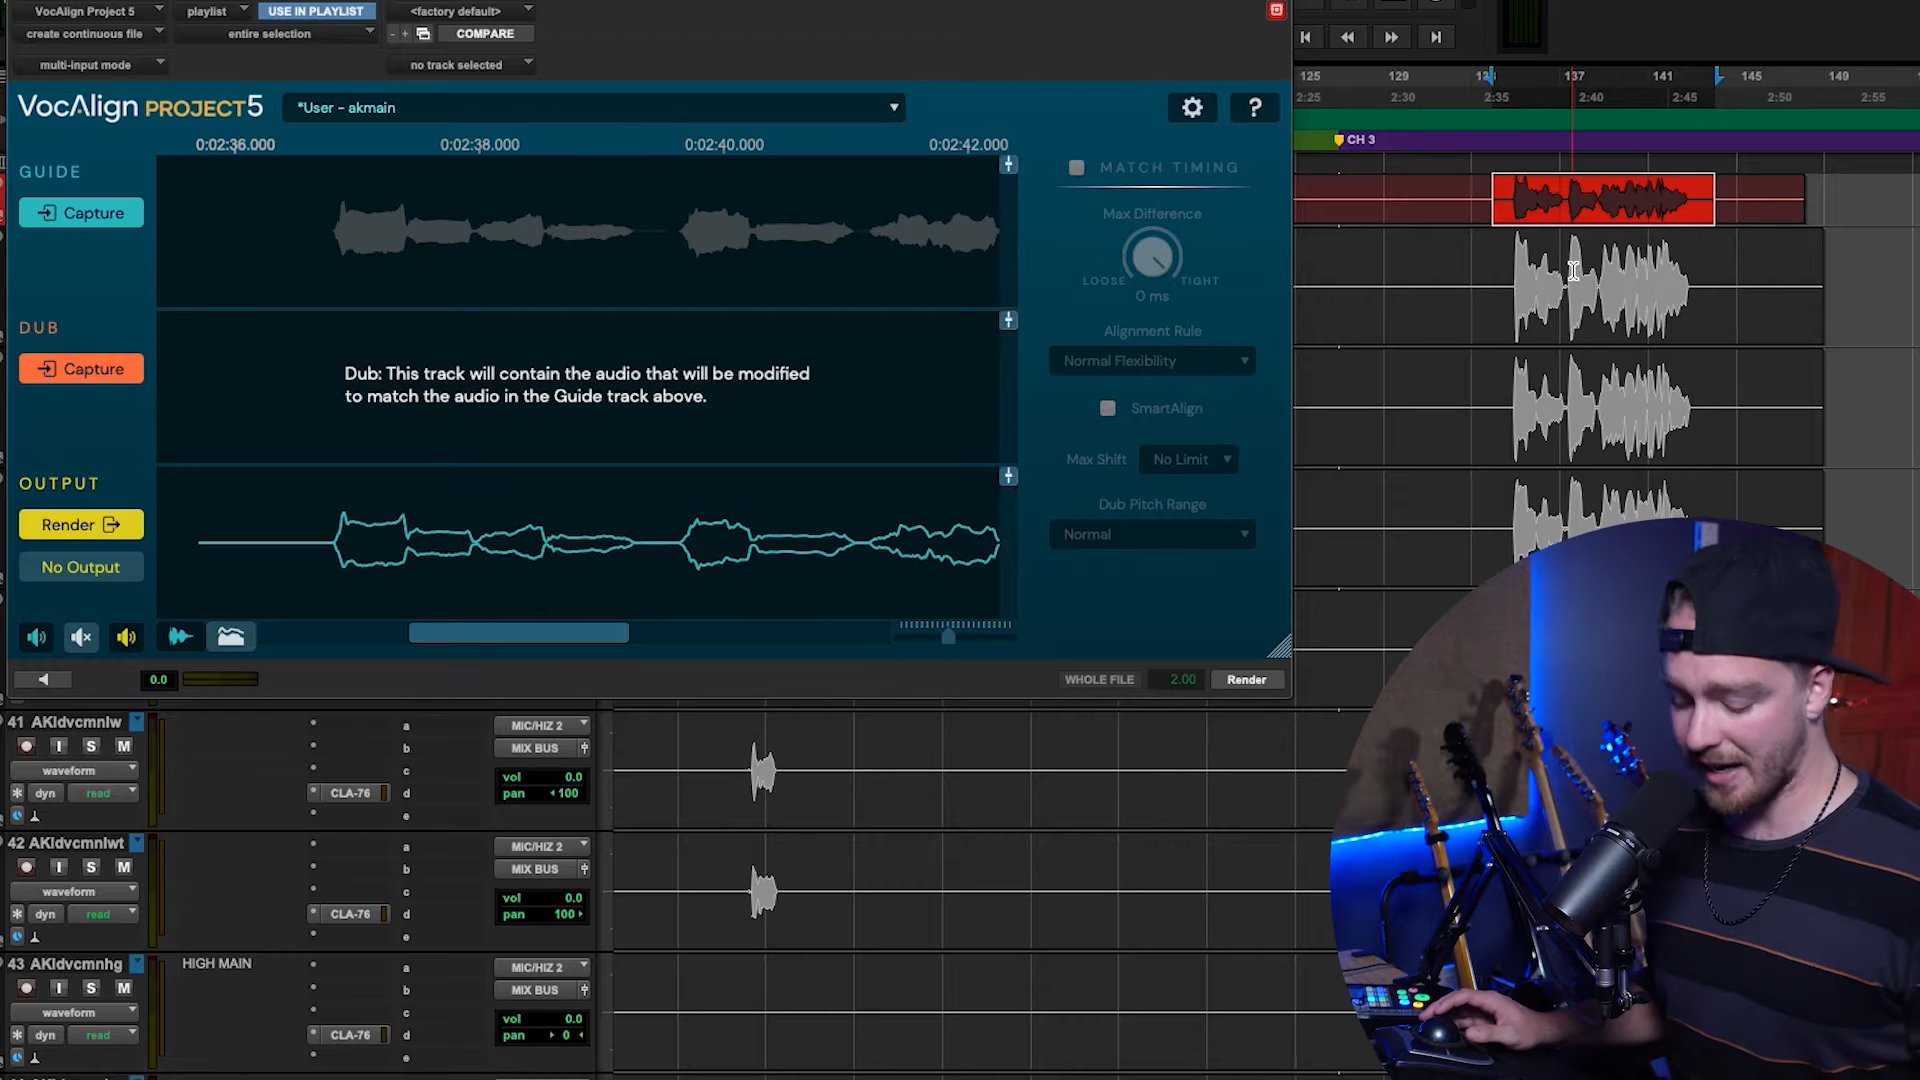 VocAlign Project 5
playlist
USE IN PLAYLIST
<factory default>
create continuous file
entire selection
- +
COMPARE
multi-input mode
no track selected
VocAlign PROJECT5
*User - akmain
?
0:02:36.000
0:02:38.000
0:02:40.000
0:02:42.000
GUIDE
Capture
MATCH TIMING
Max Difference
LOOSE
TIGHT
0 ms
Alignment Rule
Normal Flexibility
SmartAlign
Max Shift
No Limit
Dub Pitch Range
Normal
DUB
Capture
Dub: This track will contain the audio that will be modified
to match the audio in the Guide track above.
OUTPUT
Render
No Output
0.0
WHOLE FILE
2.00
Render
125
129
137
141
145
149
2:25
2:30
2:35
2:40
2:45
2:50
2:55
CH 3
41 AKldvcmnlw
I S M
waveform
dyn
read
CLA-76
a
b
c
d
e
MIC/HIZ 2
MIX BUS
vol 0.0
pan 100
42 AKldvcmnlwt
I S M
waveform
dyn
read
CLA-76
a
b
c
d
e
MIC/HIZ 2
MIX BUS
vol 0.0
pan 100
43 AKldvcmnhg
HIGH MAIN
I S M
waveform
dyn
read
CLA-76
a
b
c
d
e
MIC/HIZ 2
MIX BUS
vol 0.0
pan 0